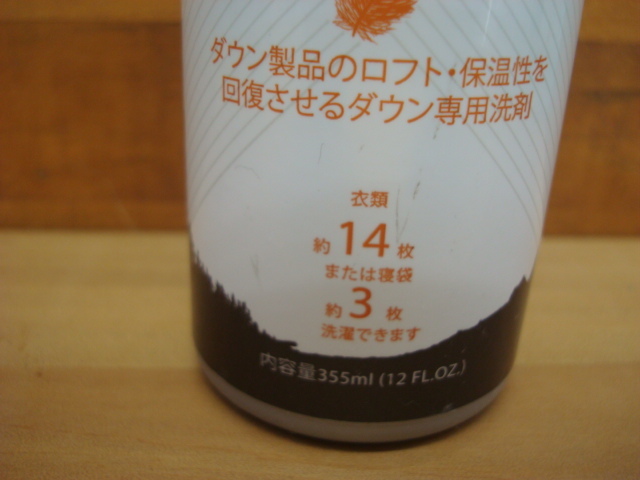 ダウン製品のロフト・保温性を
回復させるダウン専用洗剤
衣類
約14枚
または寝袋
約3枚
洗濯できます
内容量355ml (12 FL.OZ.)